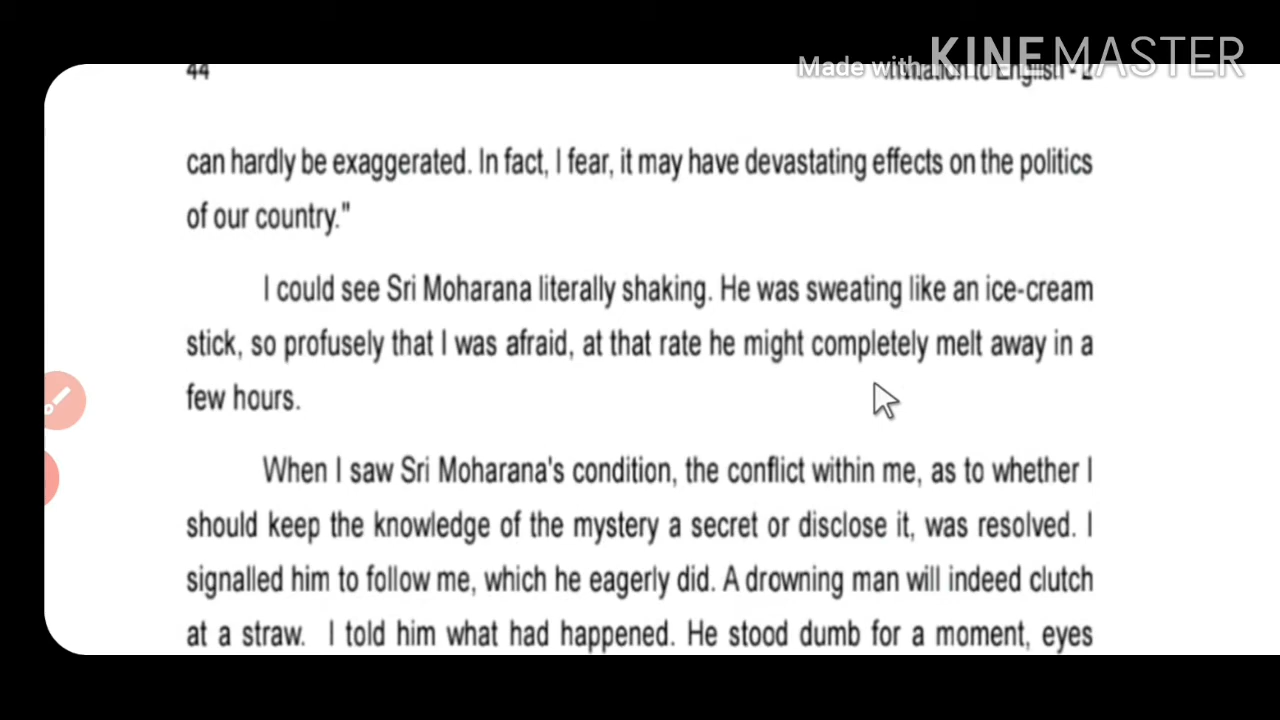 Made with KINEMASTER
44 Invitation to English - 2
can hardly be exaggerated. In fact, I fear, it may have devastating effects on the politics
of our country."
I could see Sri Moharana literally shaking. He was sweating like an ice-cream
stick, so profusely that I was afraid, at that rate he might completely melt away in a
few hours.
When I saw Sri Moharana's condition, the conflict within me, as to whether I
should keep the knowledge of the mystery a secret or disclose it, was resolved. I
signalled him to follow me, which he eagerly did. A drowning man will indeed clutch
at a straw. I told him what had happened. He stood dumb for a moment, eyes